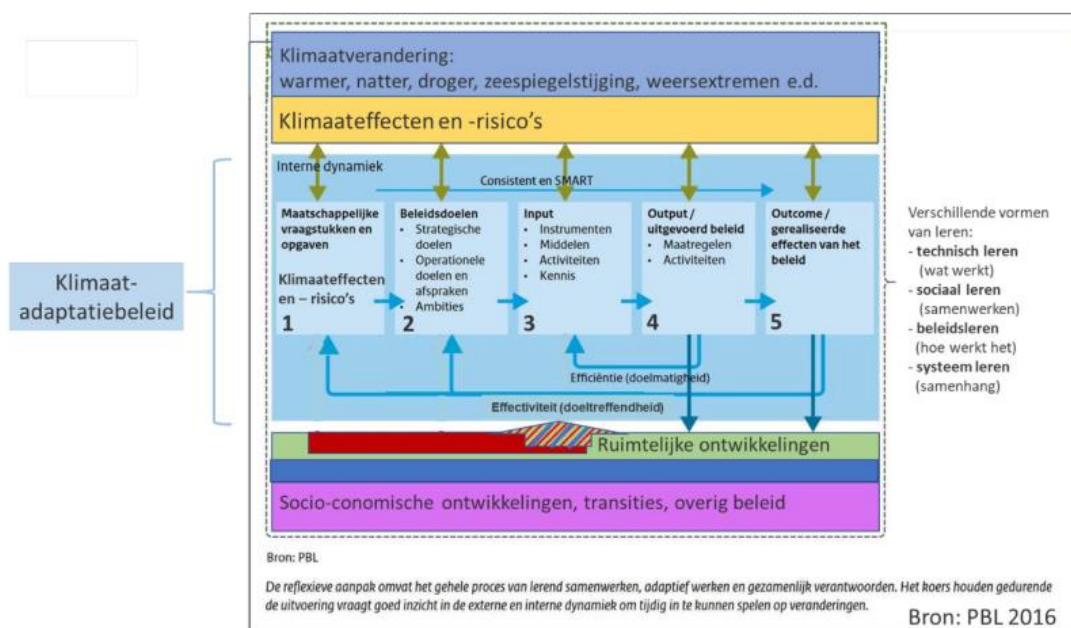 Klimaatverandering:
warmer, natter, droger, zeespiegelstijging, weersextremen e.d.
Klimaateffecten en -risico's
Interne dynamiek
Consistent en SMART
Maatschappelijke
vraagstukken en
opgaven
Klimaateffecten
en – risico's
1
Beleidsdoelen
• Strategische
doelen
• Operationele
doelen en
afspraken
• Ambities
2
Input
• Instrumenten
• Middelen
• Activiteiten
• Kennis
3
Output /
uitgevoerd beleid
• Maatregelen
• Activiteiten
4
Outcome /
gerealiseerde
effecten van het
beleid
5
Efficiëntie (doelmatigheid)
Effectiviteit (doeltreffendheid)
Klimaat-
adaptatiebeleid
Verschillende vormen
van leren:
- technisch leren
(wat werkt)
- sociaal leren
(samenwerken)
- beleidsleren
(hoe werkt het)
- systeem leren
(samenhang)
Ruimtelijke ontwikkelingen
Socio-conomische ontwikkelingen, transities, overig beleid
Bron: PBL
De reflexieve aanpak omvat het gehele proces van lerend samenwerken, adaptief werken en gezamenlijk verantwoorden. Het koers houden gedurende
de uitvoering vraagt goed inzicht in de externe en interne dynamiek om tijdig in te kunnen spelen op veranderingen.
Bron: PBL 2016